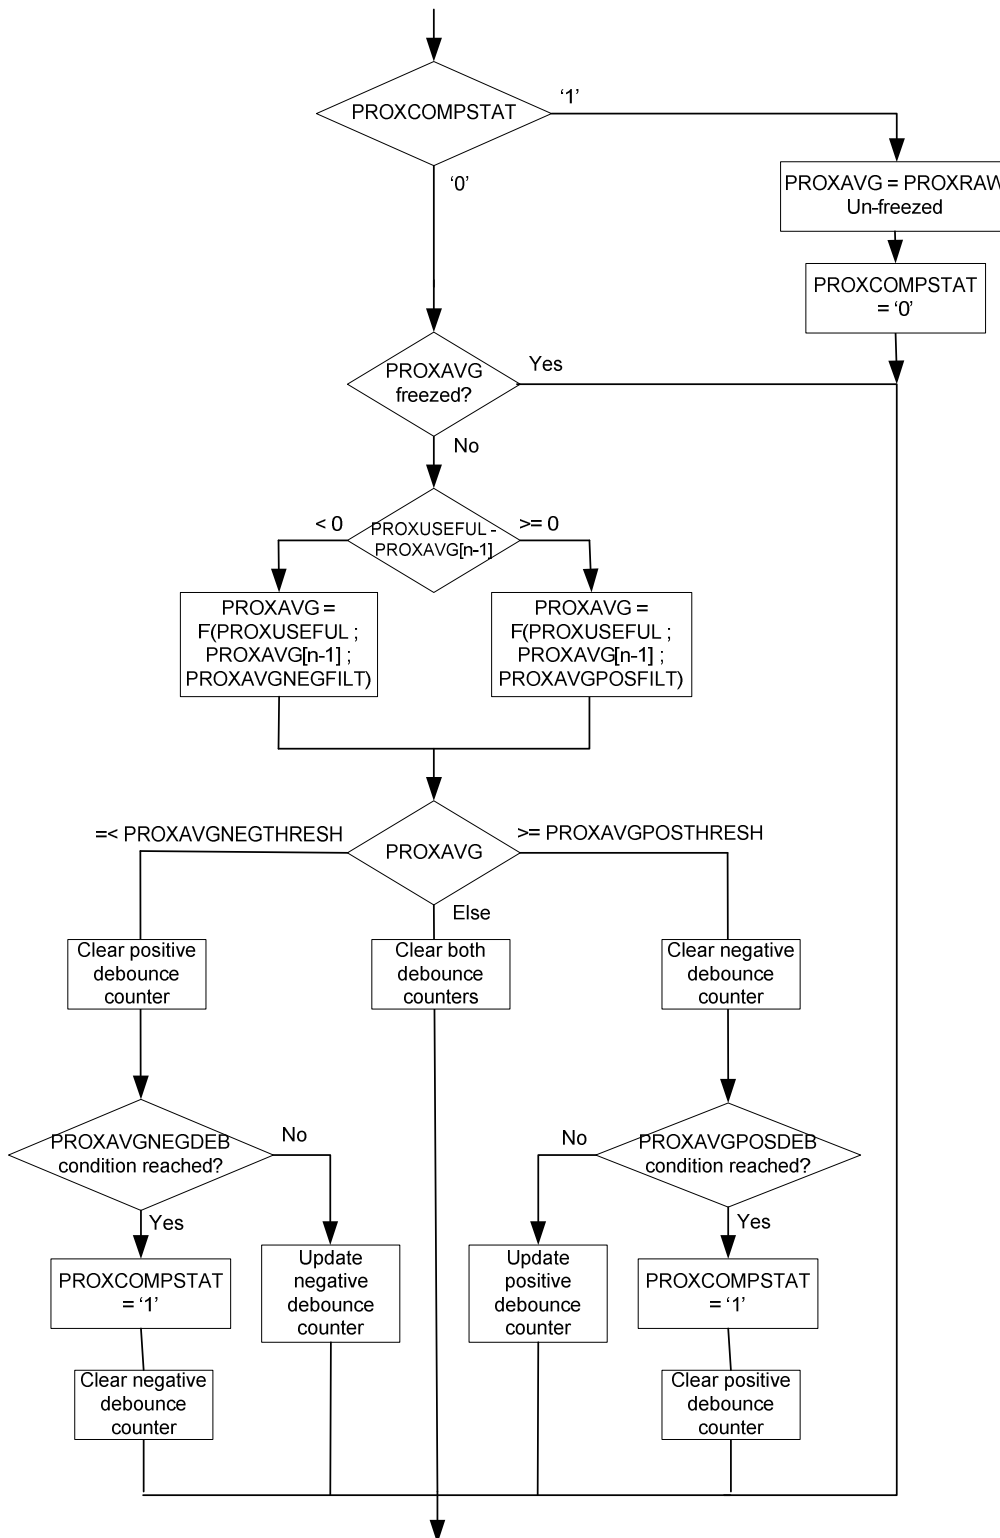 PROXCOMPSTAT
‘1’
‘0’
PROXAVG = PROXRAW
Un-freezed
PROXCOMPSTAT
= ‘0’
PROXAVG
freezed?
Yes
No
PROXUSEFUL -
PROXAVG[n-1]
< 0
>= 0
PROXAVG =
F(PROXUSEFUL ;
PROXAVG[n-1] ;
PROXAVGNEGFILT)
PROXAVG =
F(PROXUSEFUL ;
PROXAVG[n-1] ;
PROXAVGPOSFILT)
=< PROXAVGNEGTHRESH
PROXAVG
>= PROXAVGPOSTHRESH
Else
Clear positive
debounce
counter
Clear both
debounce
counters
Clear negative
debounce
counter
PROXAVGNEGDEB
condition reached?
No
Yes
No
PROXAVGPOSDEB
condition reached?
Yes
PROXCOMPSTAT
= ‘1’
Update
negative
debounce
counter
Update
positive
debounce
counter
PROXCOMPSTAT
= ‘1’
Clear negative
debounce
counter
Clear positive
debounce
counter